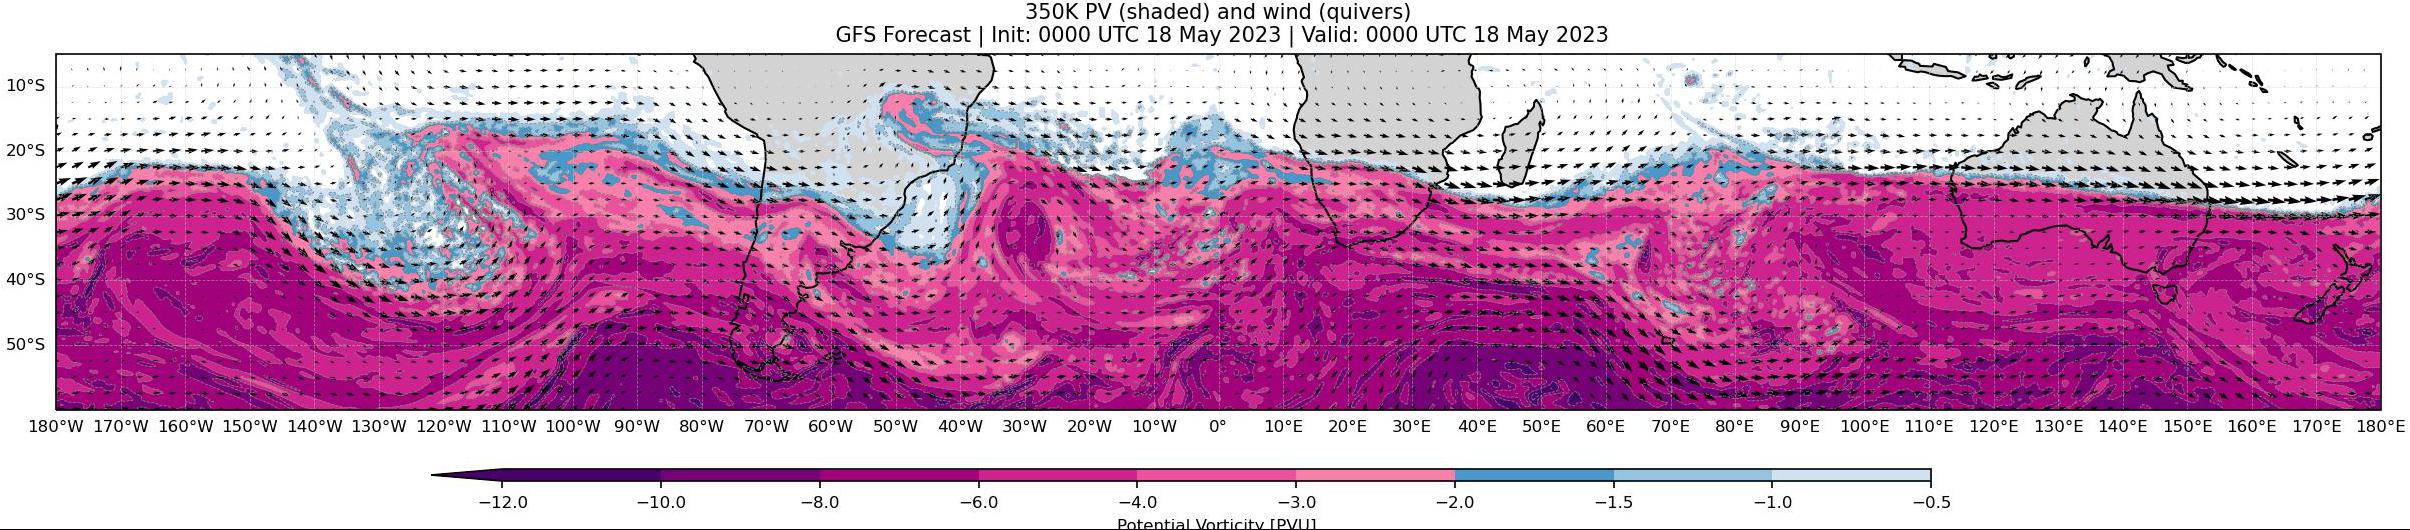 350K PV (shaded) and wind (quivers)
GFS Forecast | Init: 0000 UTC 18 May 2023 | Valid: 0000 UTC 18 May 2023
10°S
20°S
30°S
40°S
50°S
180°W 170°W 160°W 150°W 140°W 130°W 120°W 110°W 100°W 90°W 80°W 70°W 60°W 50°W 40°W 30°W 20°W 10°W 0° 10°E 20°E 30°E 40°E 50°E 60°E 70°E 80°E 90°E 100°E 110°E 120°E 130°E 140°E 150°E 160°E 170°E 180°E
−12.0 −10.0 −8.0 −6.0 −4.0 −3.0 −2.0 −1.5 −1.0 −0.5
Potential Vorticity [PVU]